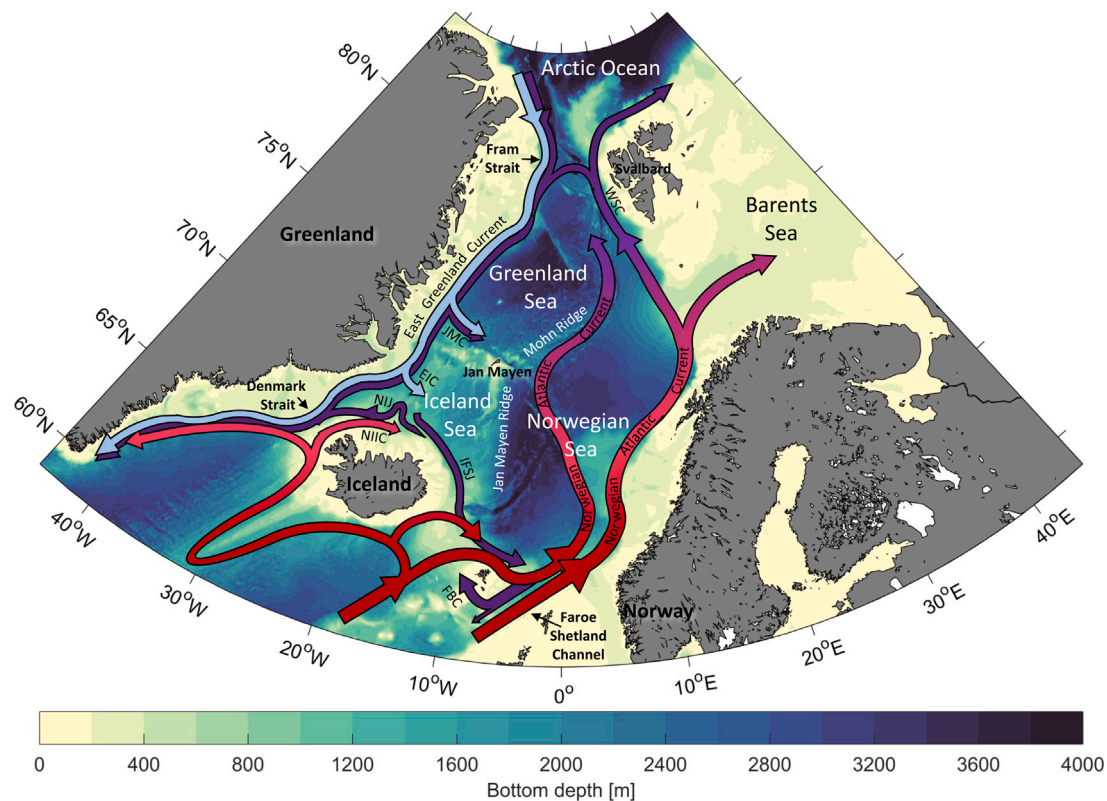 80°N
75°N
70°N
65°N
60°N
Arctic Ocean
Fram
Strait
Svalbard
WSC
Barents
Sea
Greenland
East Greenland Current
Greenland
Sea
JMC
Mohn Ridge
Current
Jan Mayen
EIC
Atlantic
Current
Denmark
Strait
NIJ
Iceland
Sea
Jan Mayen Ridge
Norwegian
Sea
Atlantic
NIIC
IFSJ
Iceland
Norwegian
Norwegian
FBC
Faroe
Shetland
Channel
Norway
40°W
30°W
20°W
10°W
0°
10°E
20°E
30°E
40°E
0 400 800 1200 1600 2000 2400 2800 3200 3600 4000
Bottom depth [m]